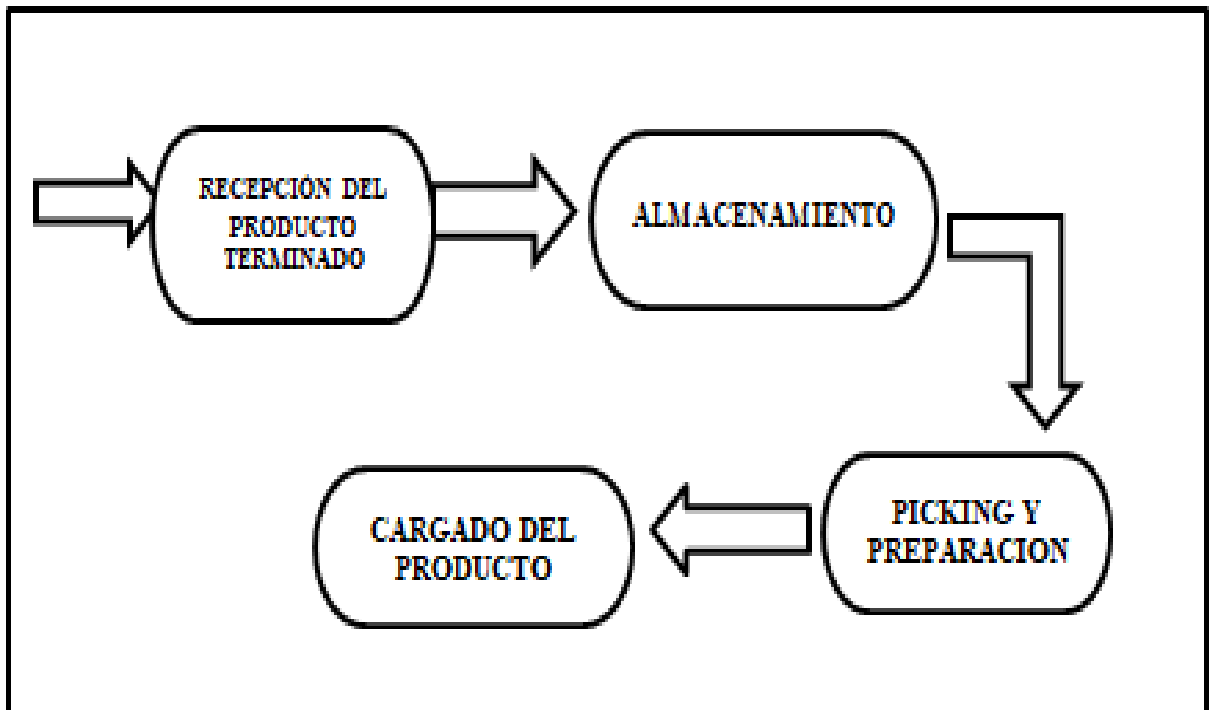 RECEPCIÓN DEL
PRODUCTO
TERMINADO
ALMACENAMIENTO
PICKING Y
PREPARACION
CARGADO DEL
PRODUCTO